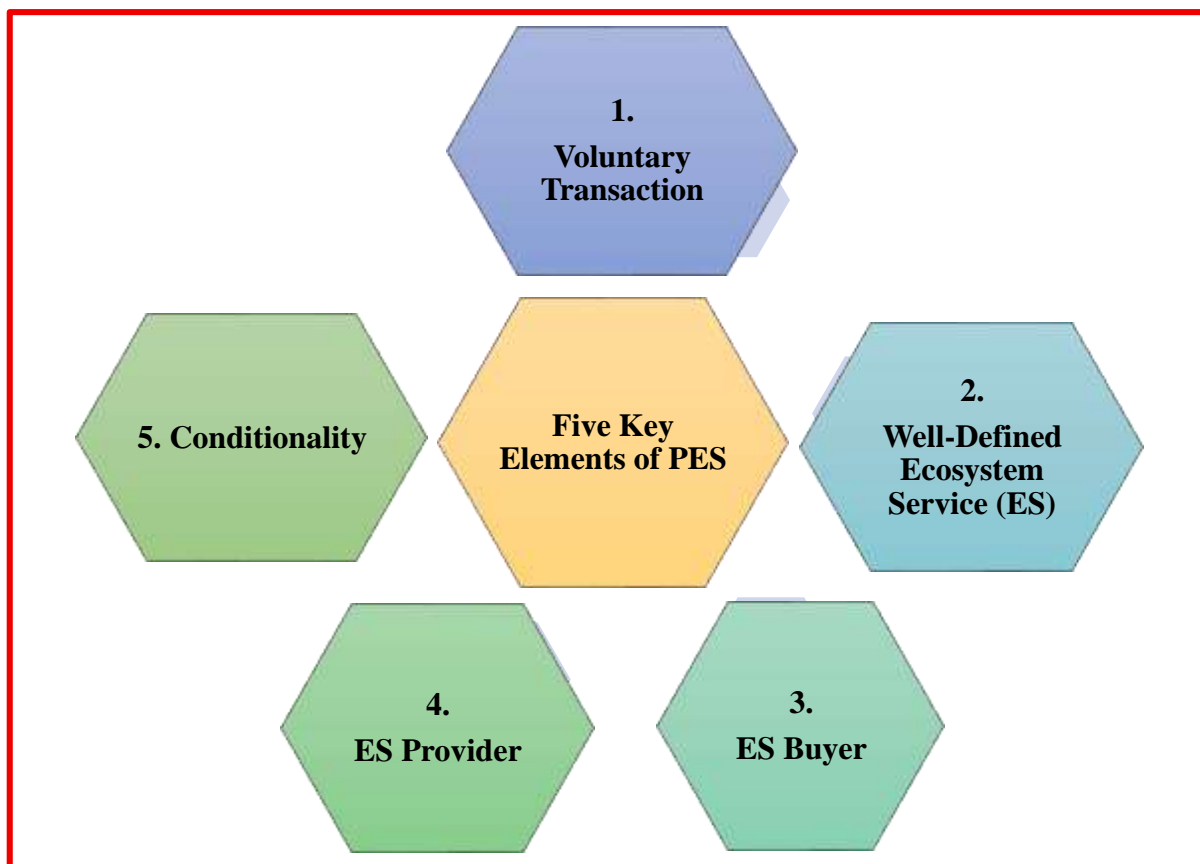 1.
Voluntary
Transaction
5. Conditionality
Five Key
Elements of PES
2.
Well-Defined
Ecosystem
Service (ES)
4.
ES Provider
3.
ES Buyer